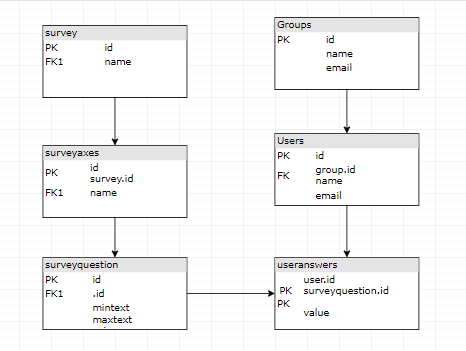 survey
PK id
FK1 name
Groups
PK id
name
email
surveyaxes
PK id
survey.id
FK1 name
Users
PK id
group.id
FK name
email
surveyquestion
PK id
FK1 .id
mintext
maxtext
useranswers
user.id
PK surveyquestion.id
PK
value